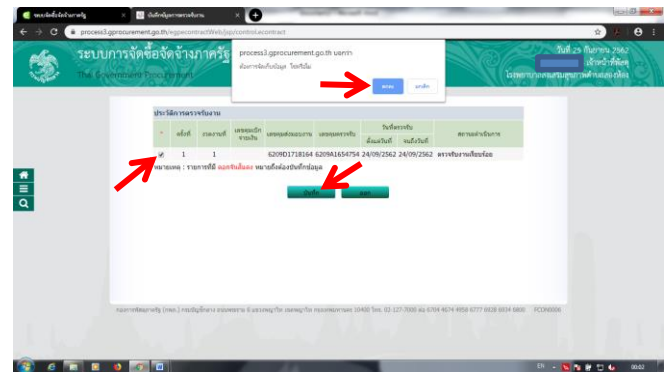 ระบบจัดซื้อจัดจ้างภาครัฐ
บันทึกข้อมูลการตรวจรับงาน
process3.gprocurement.go.th/egpecontractWeb/jsp/control.econtract
process3.gprocurement.go.th บอกว่า
ต้องการจัดเก็บข้อมูล ใช่หรือไม่
ตกลง
ยกเลิก
ระบบการจัดซื้อจัดจ้างภาครัฐ
The Government Procurement
วันที่ 25 กันยายน 2562
เจ้าหน้าที่พัสดุ
ประวัติการตรวจรับงาน
* ครั้งที่ งวดงานที่ เลขคุมเบิกจ่ายเงิน เลขคุมส่งมอบงาน เลขคุมตรวจรับ วันที่ตรวจรับ สถานะดำเนินการ
ตั้งแต่วันที่ จนถึงวันที่
1 1 6209D1718164 6209A1654754 24/09/2562 24/09/2562 ตรวจรับงานเรียบร้อย
หมายเหตุ : รายการที่มี ดอกจันสีแดง หมายถึงต้องบันทึกข้อมูล
บันทึก
ออก
FCON0006
EN
00:02